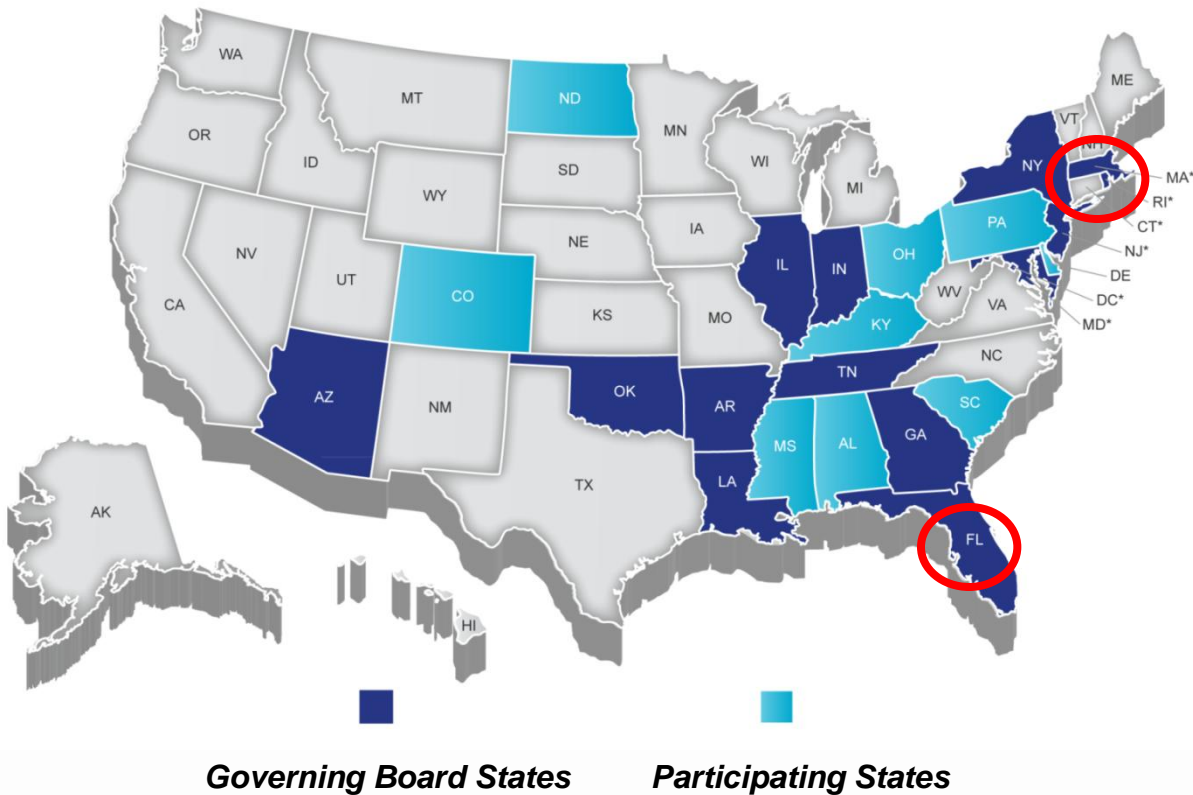 WA
MT
ND
MN
ME
VT
NH
OR
ID
SD
WI
MI
NY
MA*
WY
RI*
CT*
IA
PA
NJ*
NV
NE
OH
DE
UT
IL
IN
CA
CO
WV
VA
DC*
KS
MO
KY
MD*
NC
TN
AZ
OK
NM
AR
SC
MS
AL
GA
LA
TX
AK
FL
HI
Governing Board States
Participating States